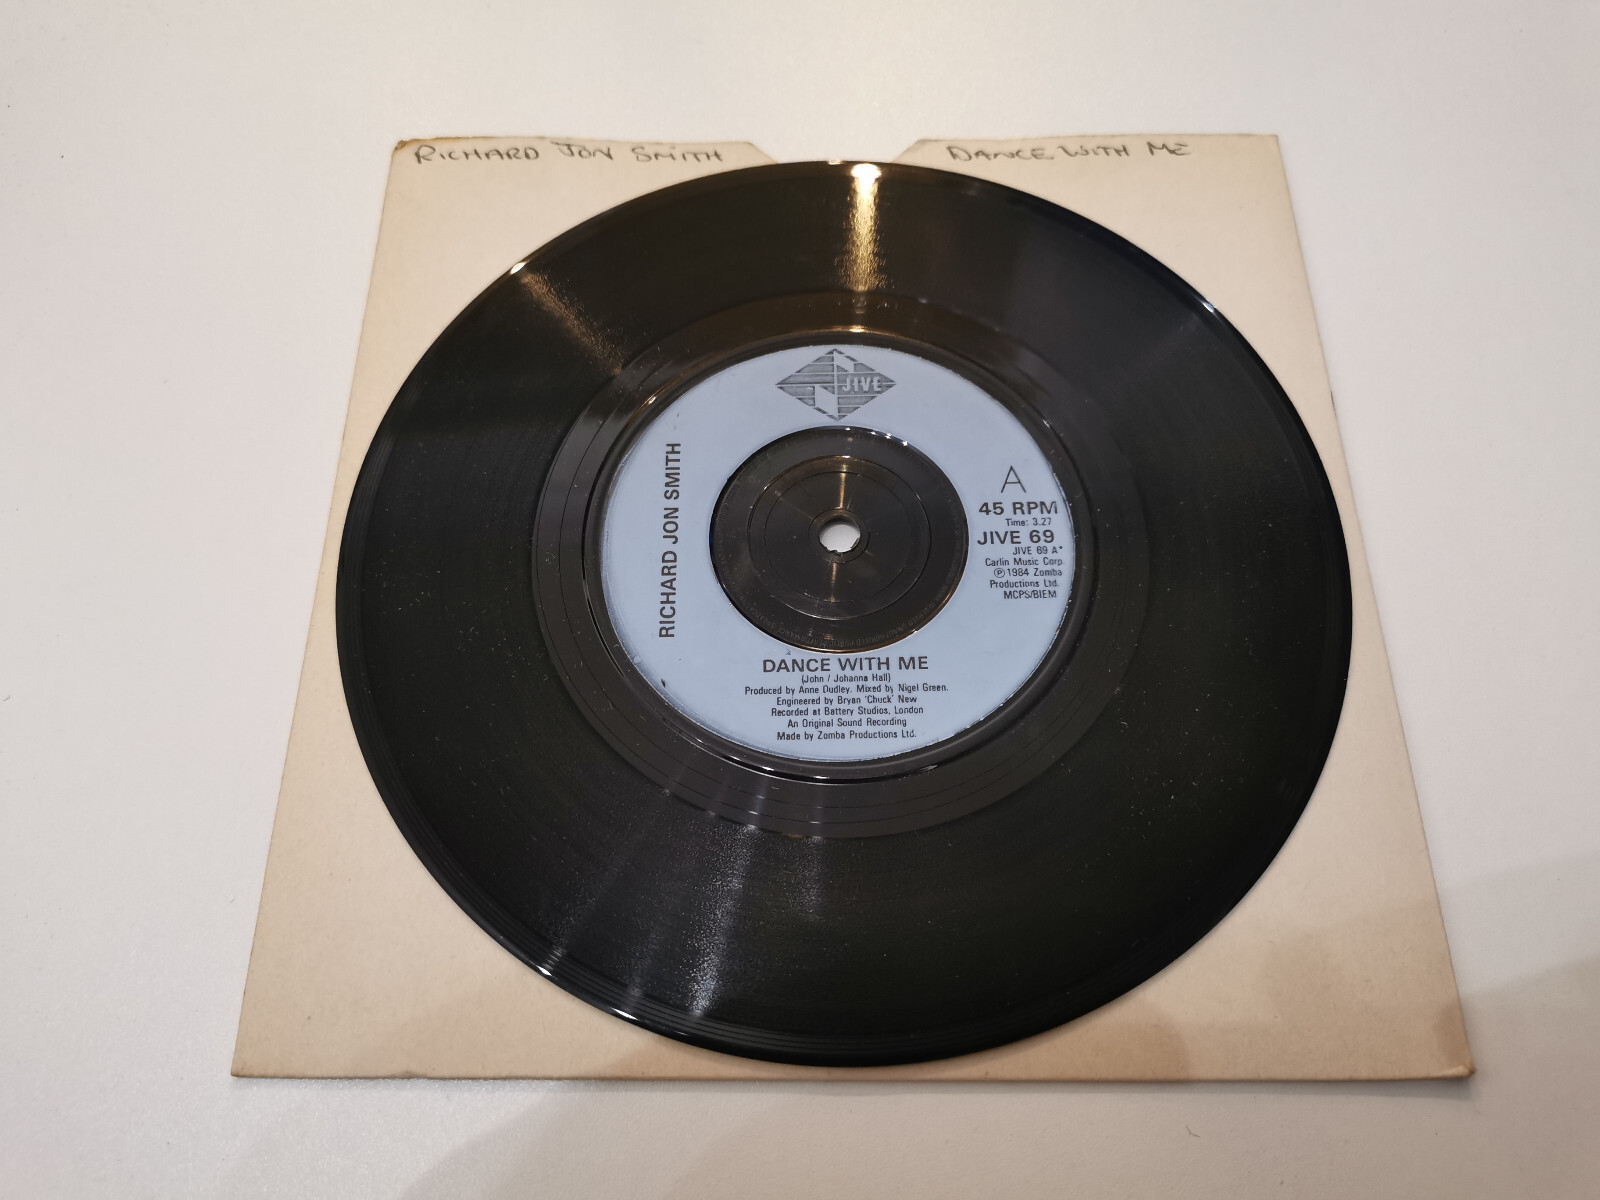 RICHARD JON SMITH DANCE WITH ME
JIVE
RICHARD JON SMITH
A
45 RPM
Time: 3.27
JIVE 69
JIVE 69 A*
Carlin Music Corp.
Ⓟ1984 Zomba
Productions Ltd.
MCPS/BIEM
DANCE WITH ME
(John / Johanna Hall)
Produced by Anne Dudley. Mixed by Nigel Green.
Engineered by Bryan 'Chuck' New
Recorded at Battery Studios, London
An Original Sound Recording
Made by Zomba Productions Ltd.